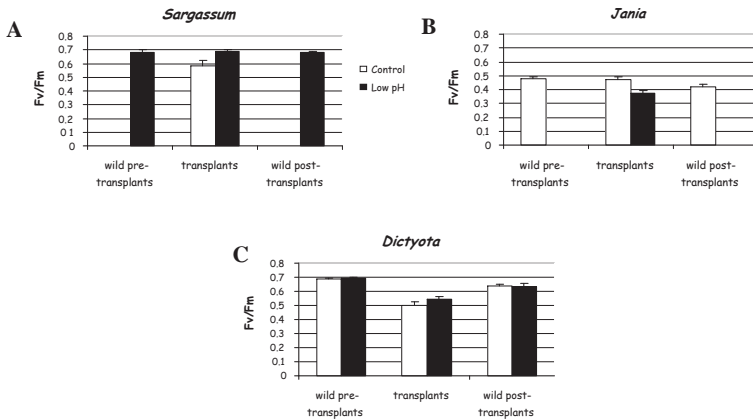 A
Sargassum
Fv/Fm
0.8
0.7
0.6
0.5
0.4
0.3
0.2
0.1
0
wild pre-
transplants
transplants
wild post-
transplants
Control
Low pH
B
Jania
Fv/Fm
0.8
0.7
0.6
0.5
0.4
0.3
0.2
0.1
0
wild pre-
transplants
transplants
wild post-
transplants
C
Dictyota
Fv/Fm
0.8
0.7
0.6
0.5
0.4
0.3
0.2
0.1
0
wild pre-
transplants
transplants
wild post-
transplants